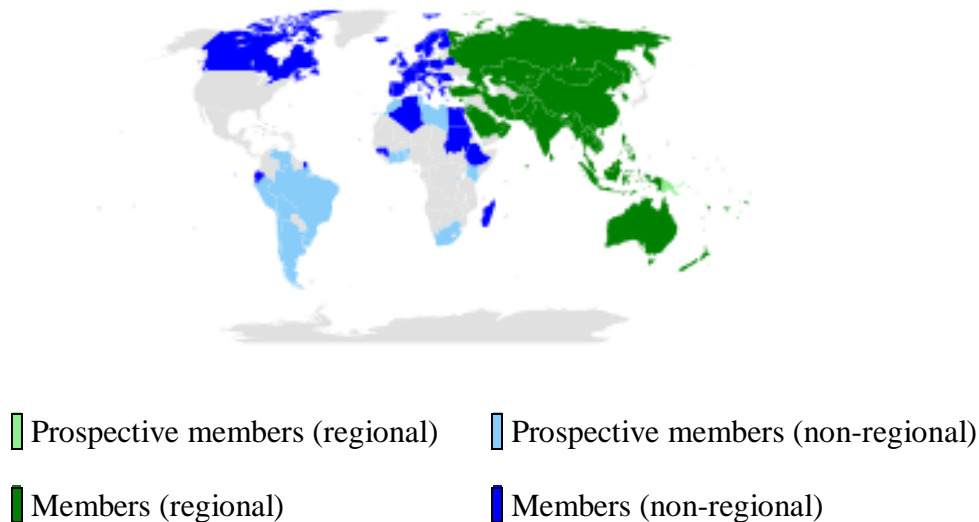 Prospective members (regional) Prospective members (non-regional)
Members (regional) Members (non-regional)